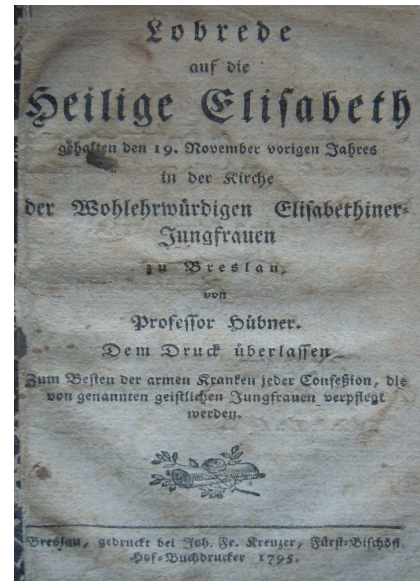 Lobrede
auf die
Heilige Elisabeth
gehalten den 19. November vorigen Jahres
in der Kirche
der Wohlehrwürdigen Elisabethiner-
Jungfrauen
zu Breslau,
von
Professor Hübner.
Dem Druck überlassen
Zum Besten der armen Kranken jeder Confeßion, die
von genannten geistlichen Jungfrauen verpflegt
werden.
Breslau, gedruckt bei Joh. Fr. Kreuzer, Fürst-Bischöfl.
Hof-Buchdrucker 1795.